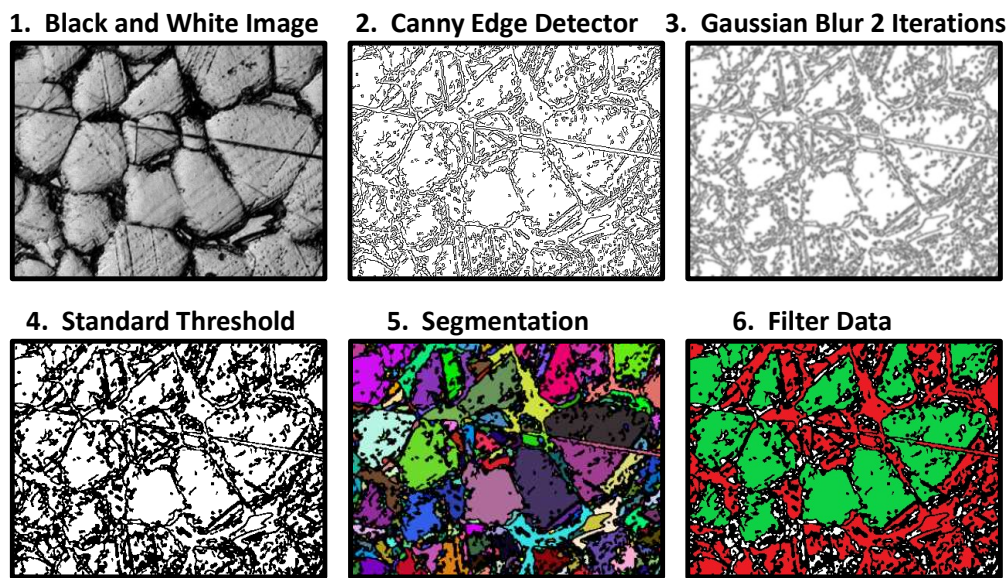 1. Black and White Image
2. Canny Edge Detector
3. Gaussian Blur 2 Iterations
4. Standard Threshold
5. Segmentation
6. Filter Data